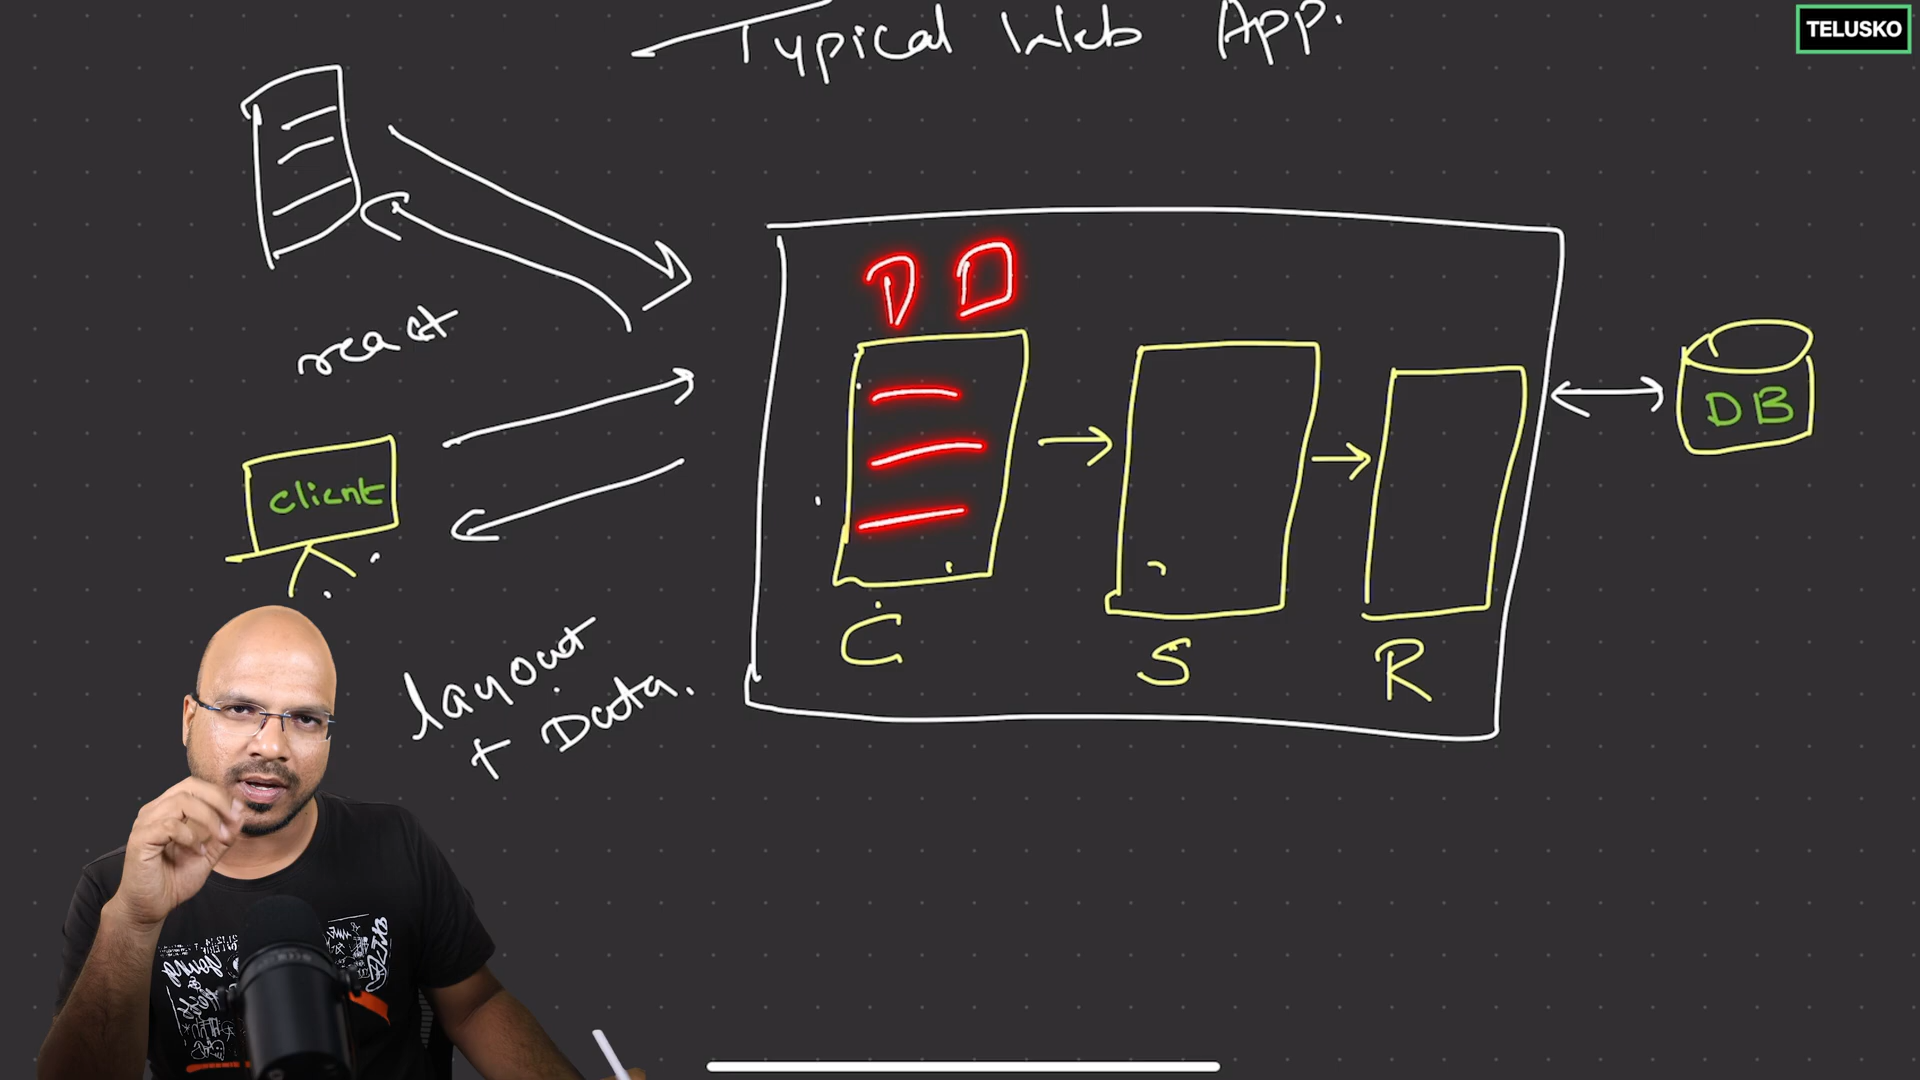 Typical Web App.
TELUSKO
react
client
DB
C
S
R
layout
+ Data.